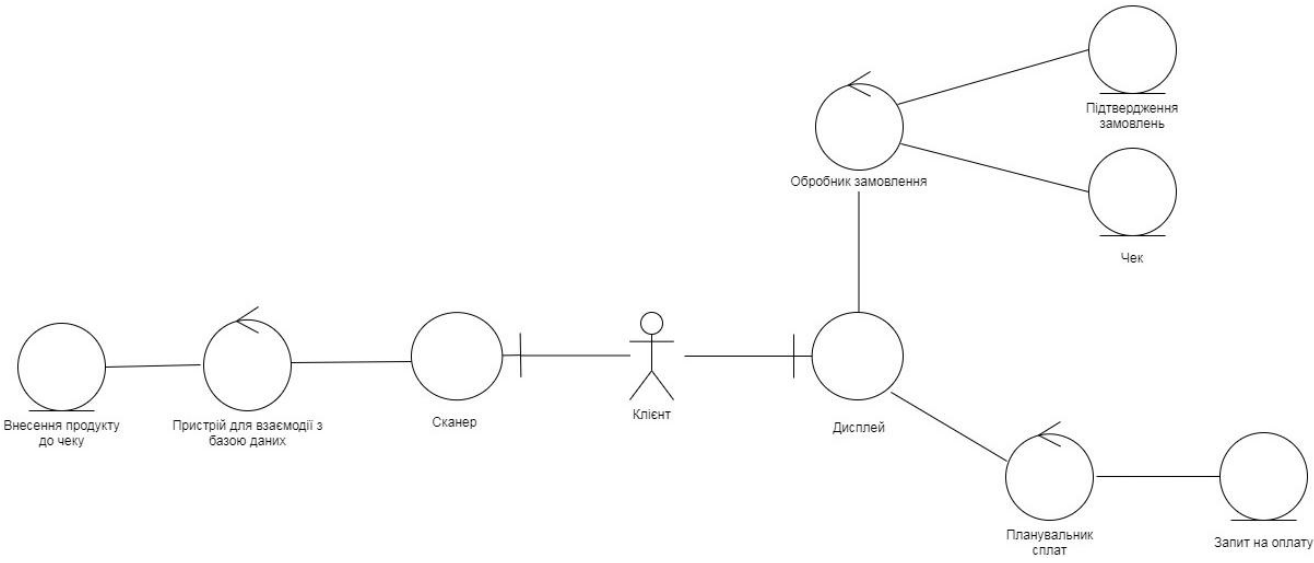 Підтвердження
замовлень
Обробник замовлення
Чек
Внесення продукту
до чеку
Пристрій для взаємодії з
базою даних
Сканер
Клієнт
Дисплей
Планувальник
сплат
Запит на оплату